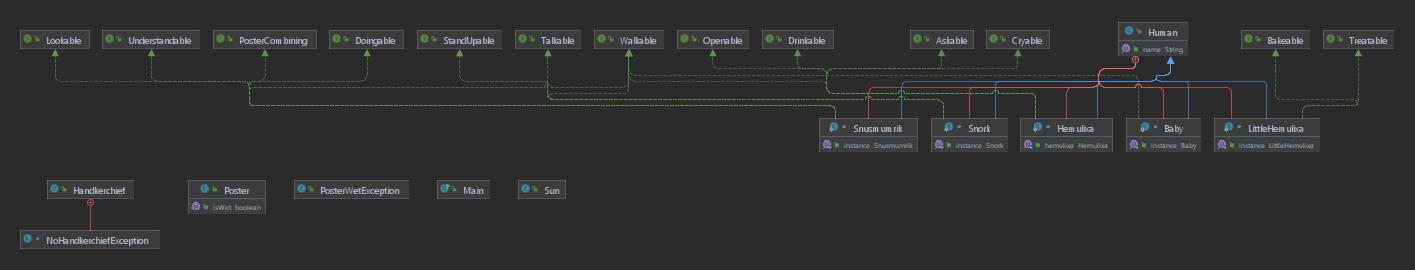 Lookable
Understandable
PosterCombining
Doingable
StandUpable
Talkable
Walkable
Openable
Drinkable
Askable
Cryable
Human
name String
Bakeable
Treatable
Snusmumrik
instance Snusmumrik
Snork
instance Snork
Hemulixa
hemulixa Hemulixa
Baby
instance Baby
LittleHemulixa
instance LittleHemulixa
Handkerchief
Poster
isWet boolean
PosterWetException
Main
Sun
NoHandkerchiefException